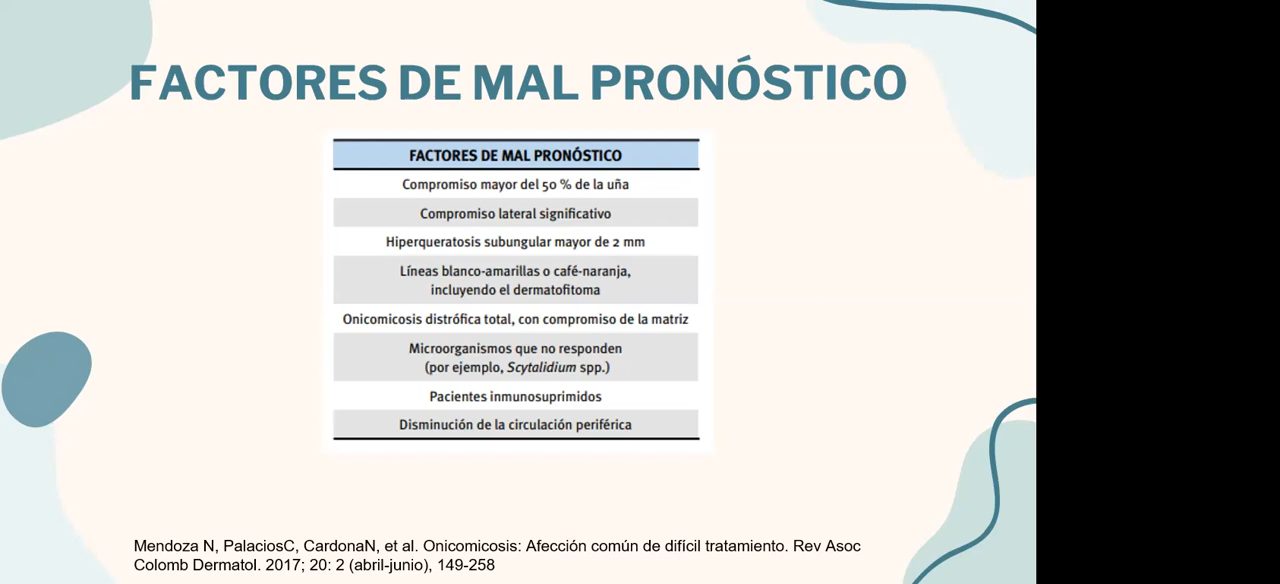 FACTORES DE MAL PRONÓSTICO
FACTORES DE MAL PRONÓSTICO
Compromiso mayor del 50 % de la uña
Compromiso lateral significativo
Hiperqueratosis subungular mayor de 2 mm
Líneas blanco-amarillas o café-naranja,
incluyendo el dermatofitoma
Onicomicosis distrófica total, con compromiso de la matriz
Microorganismos que no responden
(por ejemplo, Scytalidium spp.)
Pacientes inmunosuprimidos
Disminución de la circulación periférica
Mendoza N, PalaciosC, CardonaN, et al. Onicomicosis: Afección común de difícil tratamiento. Rev Asoc
Colomb Dermatol. 2017; 20: 2 (abril-junio), 149-258